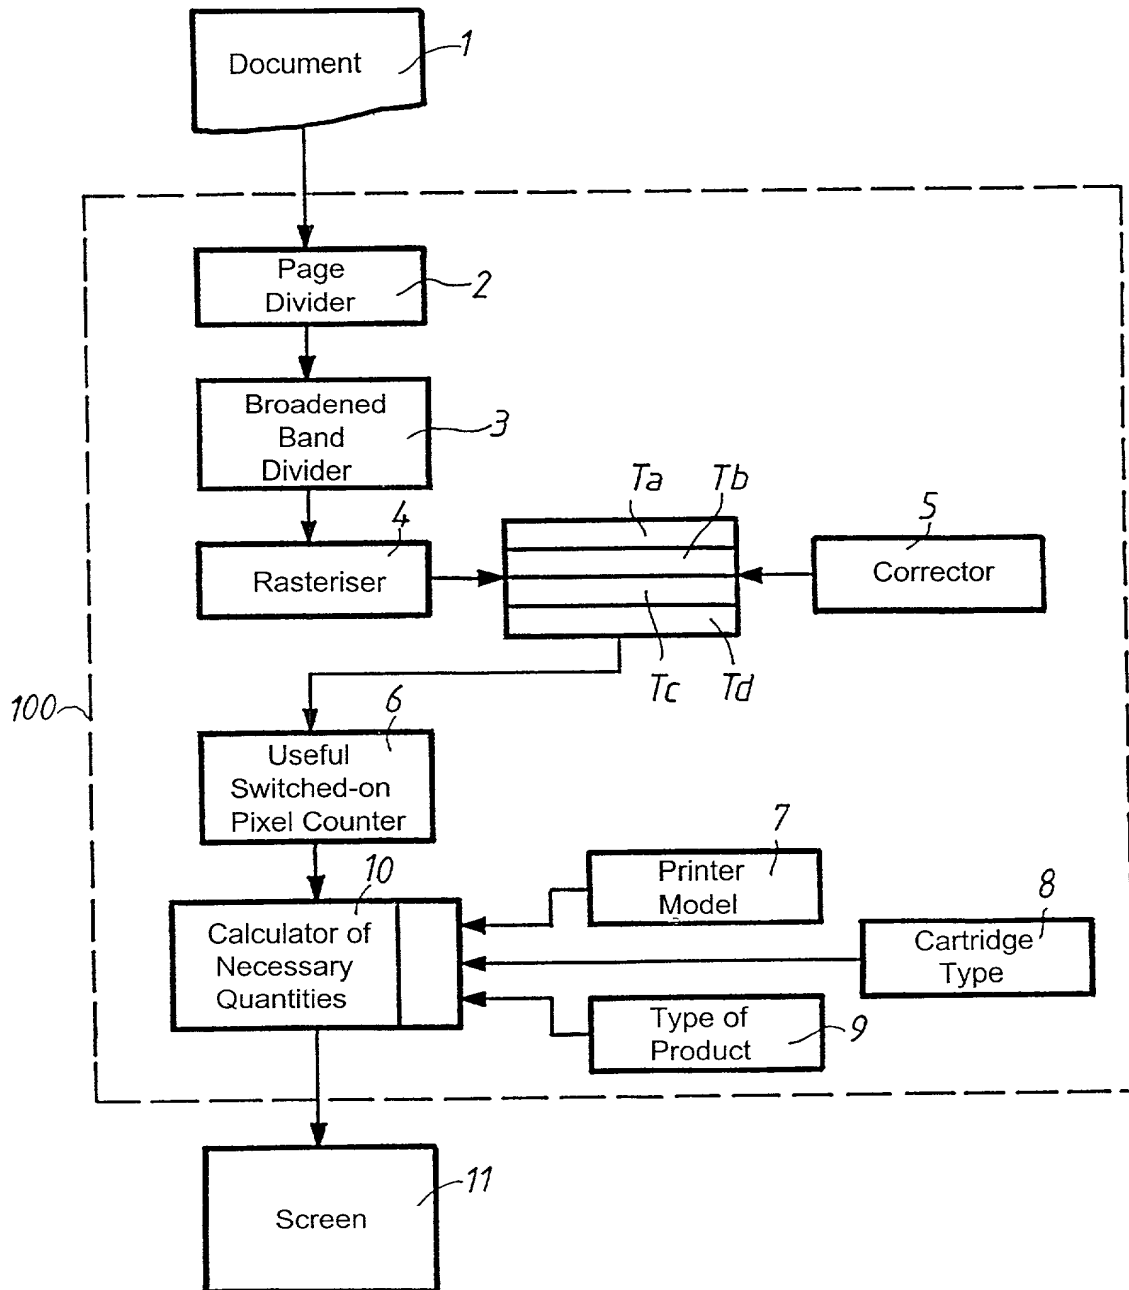 1
Document
Page
Divider
2
Broadened
Band
Divider
3
4
Rasteriser
Ta
Tb
Tc
Td
5
Corrector
100
6
Useful
Switched-on
Pixel Counter
10
Calculator of
Necessary
Quantities
7
Printer
Model
8
Cartridge
Type
Type of
Product
9
11
Screen